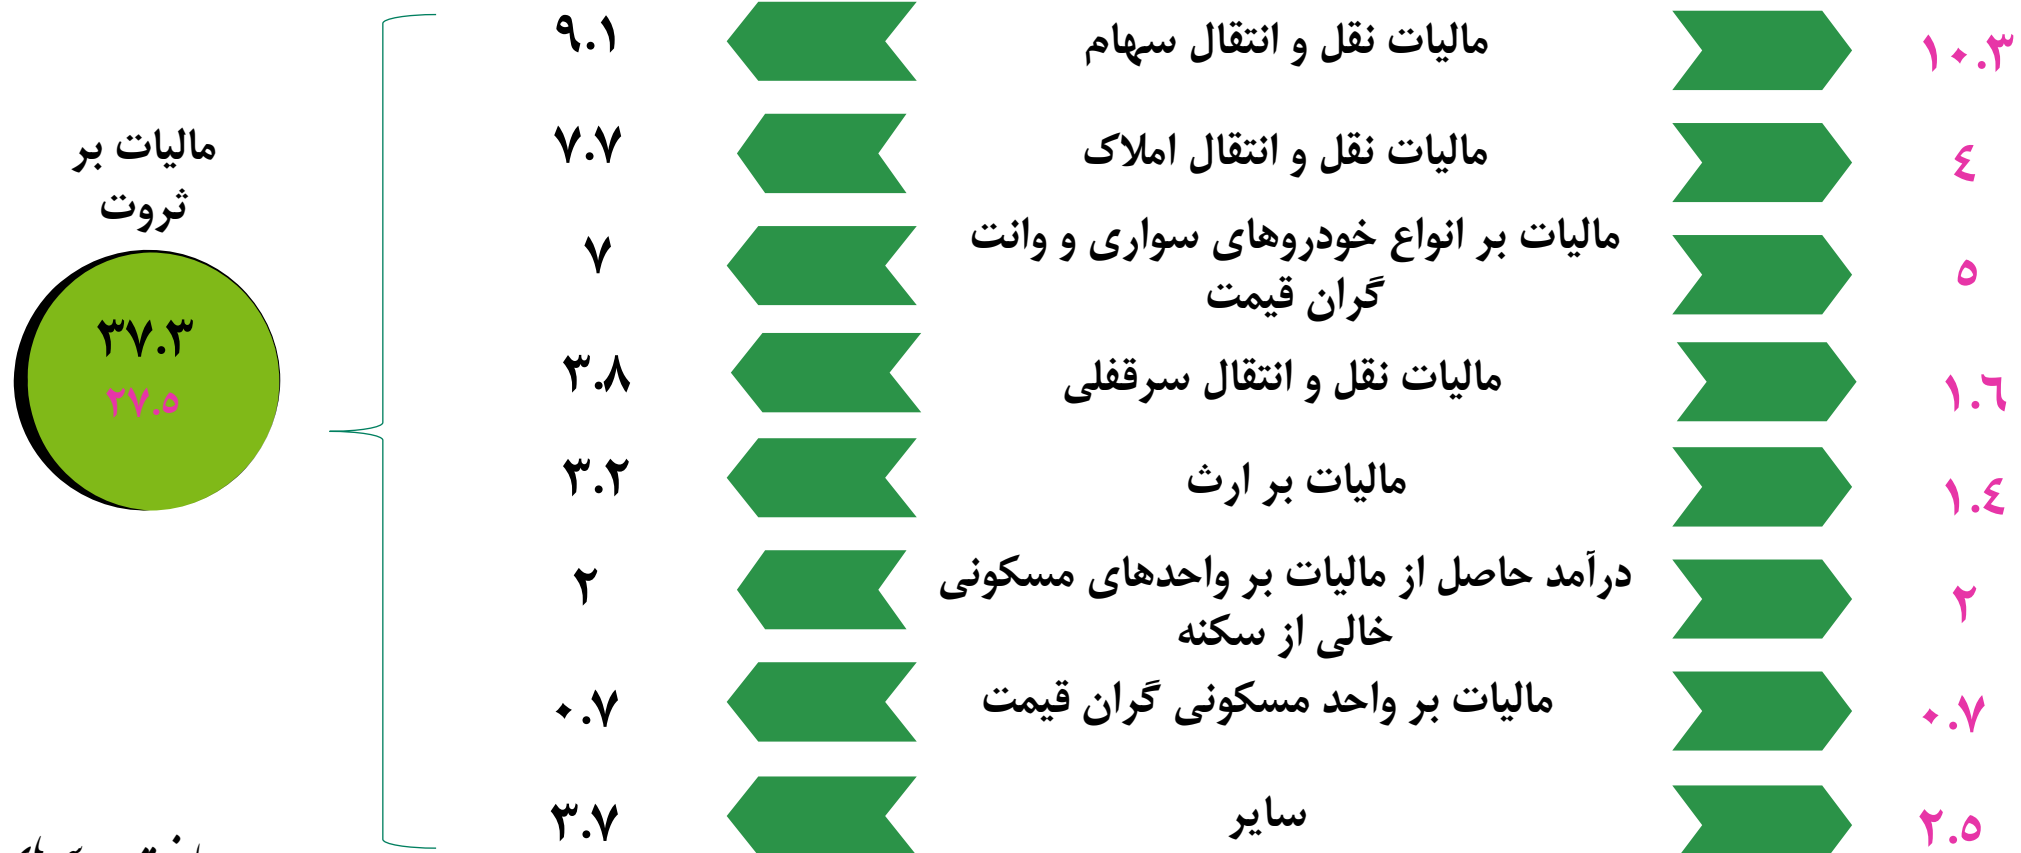 ۱۰.۳ مالیات نقل و انتقال سهام ۹.۱
٤ مالیات نقل و انتقال املاک ۷.۷
٥ مالیات بر انواع خودروهای سواری و وانت
گران قیمت ۷
۱.٦ مالیات نقل و انتقال سرقفلی ۳.۸
۱.٤ مالیات بر ارث ۳.۲
۲ درآمد حاصل از مالیات بر واحدهای مسکونی
خالی از سکنه ۲
۰.۷ مالیات بر واحد مسکونی گران قیمت ۰.۷
۲.٥ سایر ۳.۷
مالیات بر
ثروت
۳۷.۳
۲۷.٥